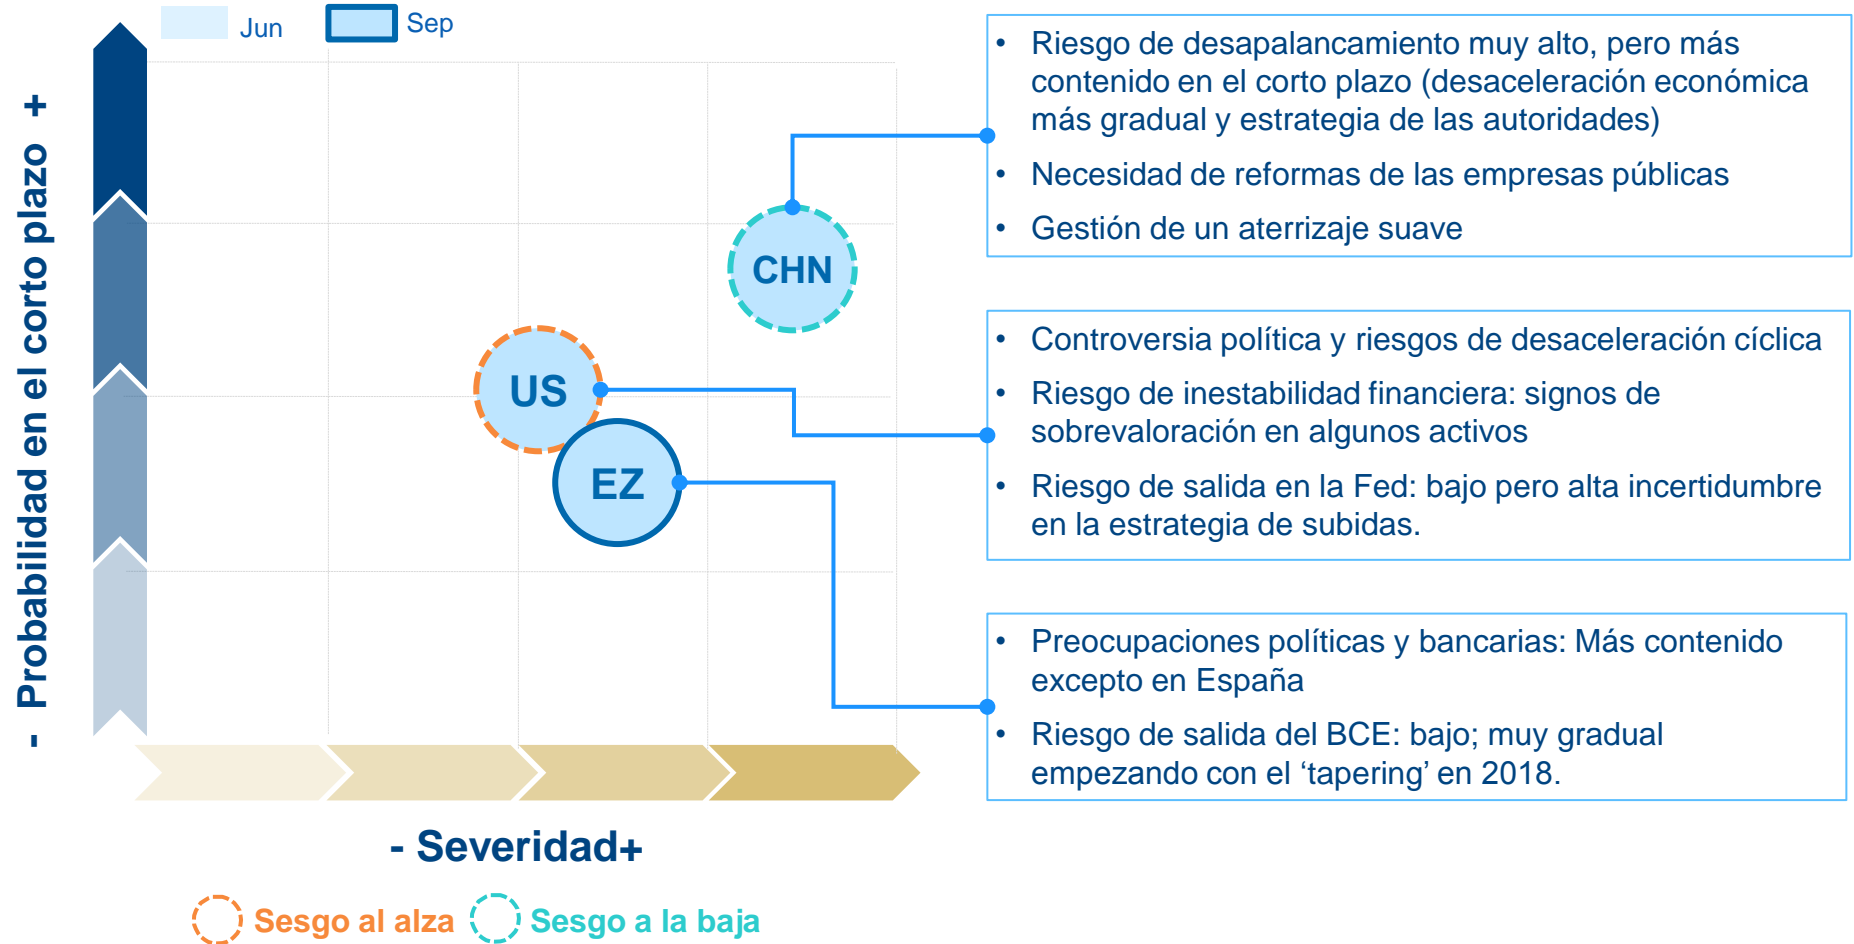 Jun
Sep
- Probabilidad en el corto plazo +
CHN
US
EZ
- Severidad+
Sesgo al alza
Sesgo a la baja
• Riesgo de desapalancamiento muy alto, pero más
contenido en el corto plazo (desaceleración económica
más gradual y estrategia de las autoridades)
• Necesidad de reformas de las empresas públicas
• Gestión de un aterrizaje suave
• Controversia política y riesgos de desaceleración cíclica
• Riesgo de inestabilidad financiera: signos de
sobrevaloración en algunos activos
• Riesgo de salida en la Fed: bajo pero alta incertidumbre
en la estrategia de subidas.
• Preocupaciones políticas y bancarias: Más contenido
excepto en España
• Riesgo de salida del BCE: bajo; muy gradual
empezando con el ‘tapering’ en 2018.